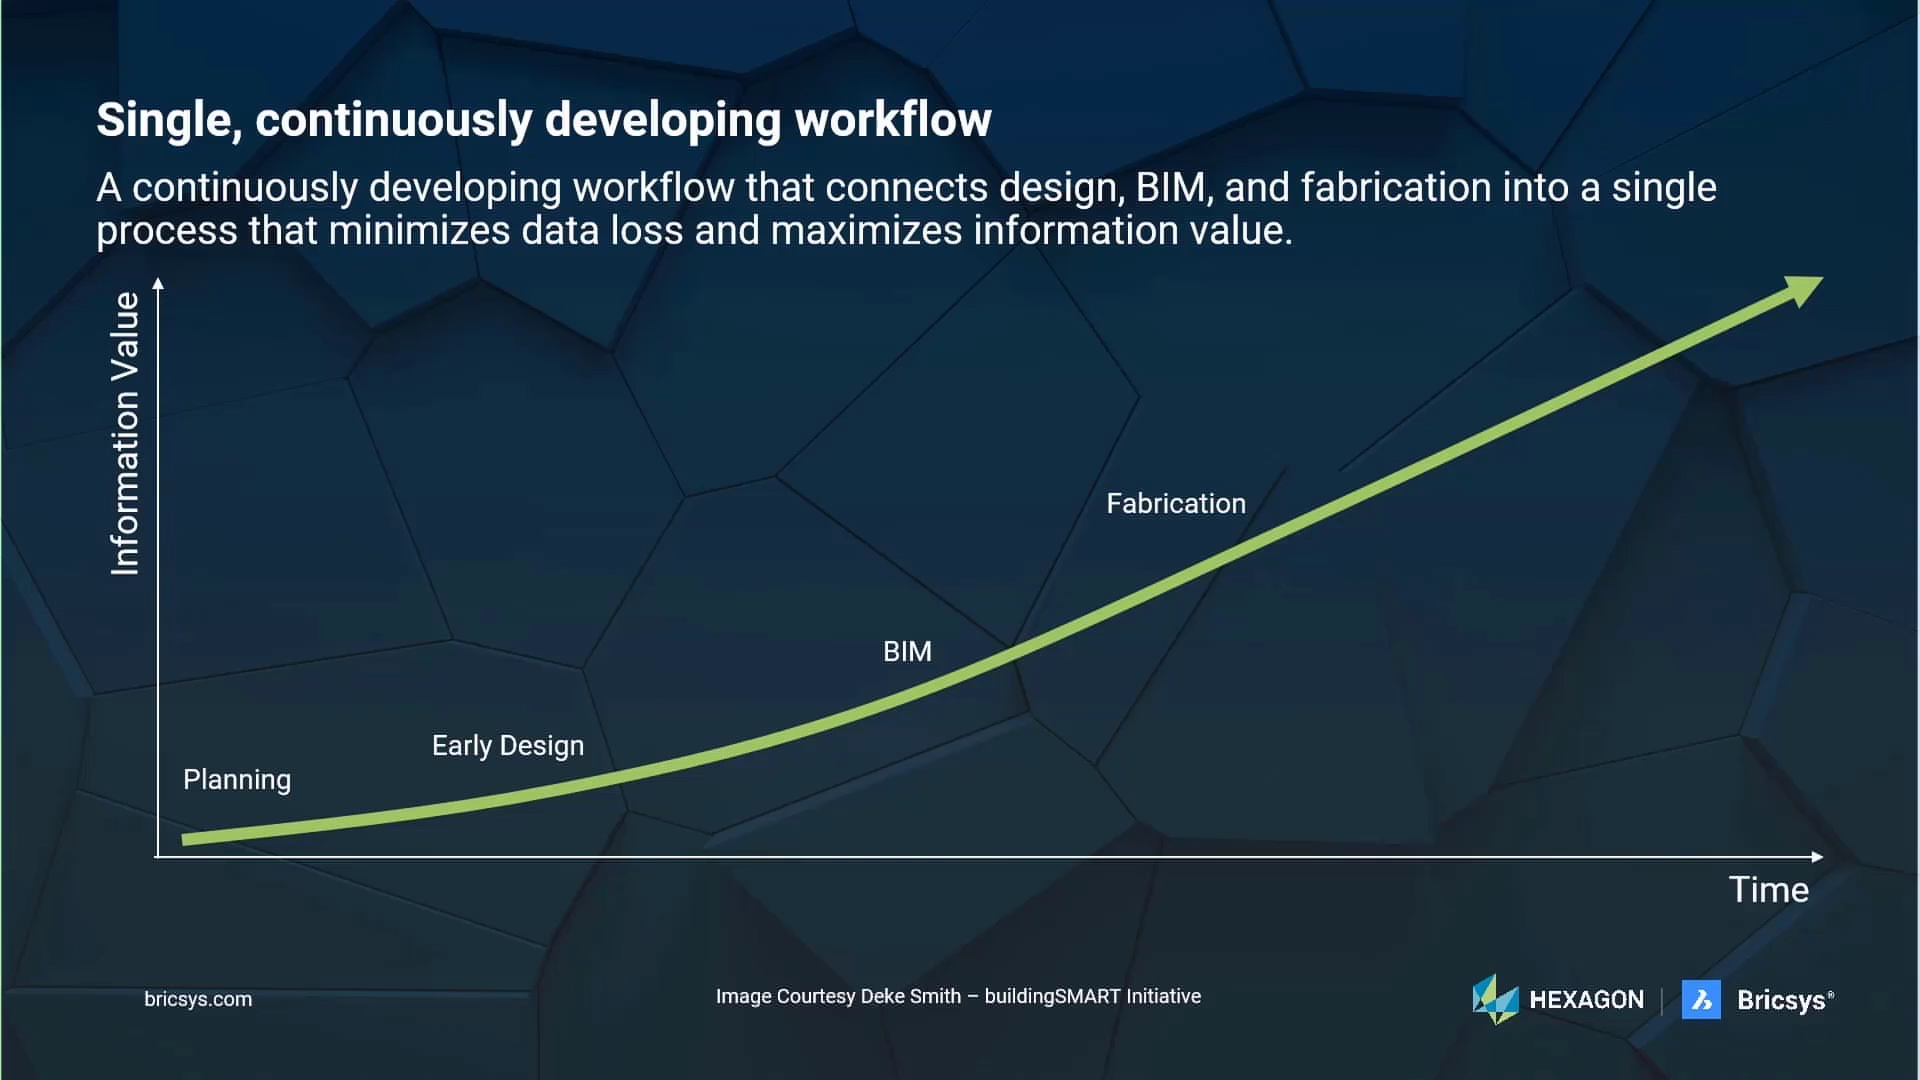 Single, continuously developing workflow
A continuously developing workflow that connects design, BIM, and fabrication into a single
process that minimizes data loss and maximizes information value.
Information Value
Fabrication
BIM
Early Design
Planning
Time
bricsys.com
Image Courtesy Deke Smith – buildingSMART Initiative
HEXAGON | Bricsys®